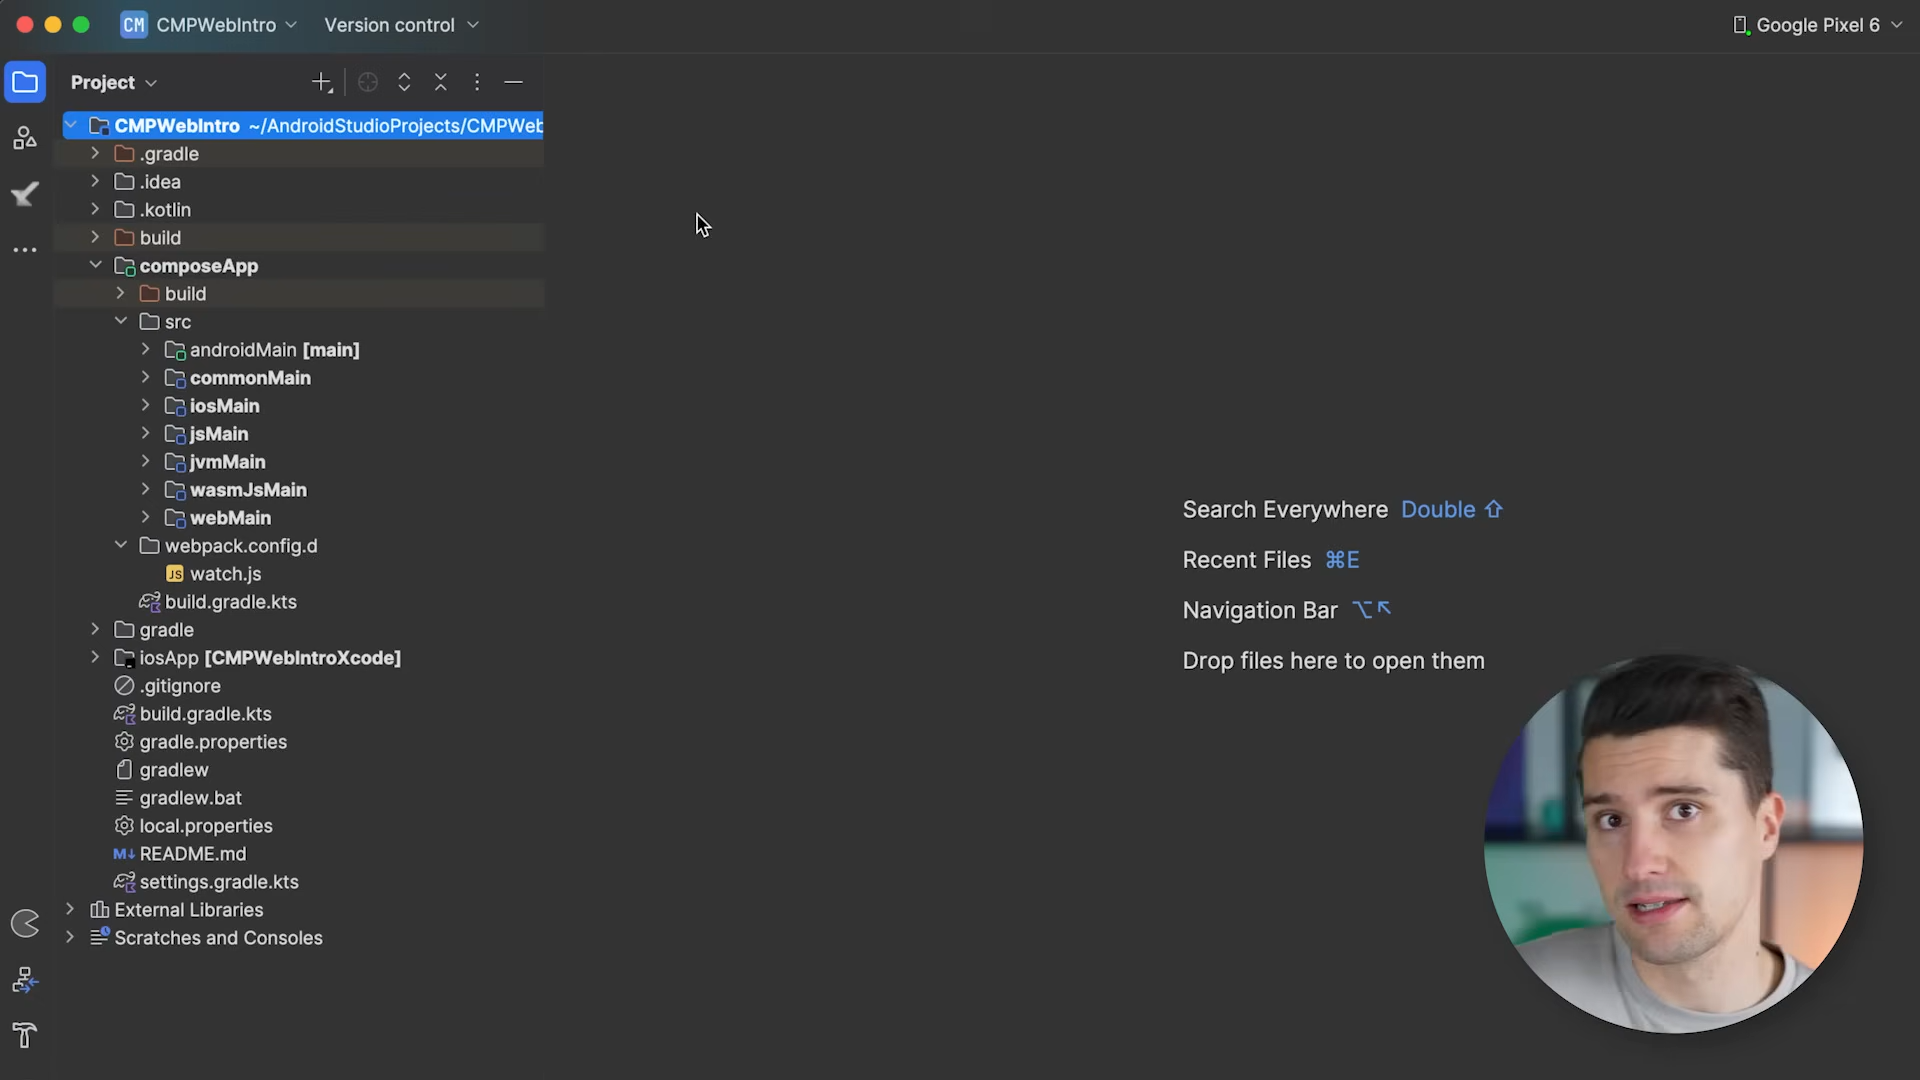 CM CMPWebIntro Version control Google Pixel 6
Project
CMPWebIntro ~/AndroidStudioProjects/CMPWeb
.gradle
.idea
.kotlin
build
composeApp
build
src
androidMain [main]
commonMain
iosMain
jsMain
jvmMain
wasmJsMain
webMain
webpack.config.d
JS watch.js
build.gradle.kts
gradle
iosApp [CMPWebIntroXcode]
.gitignore
build.gradle.kts
gradle.properties
gradlew
gradlew.bat
local.properties
M↓ README.md
settings.gradle.kts
External Libraries
Scratches and Consoles
Search Everywhere Double ⇧
Recent Files ⌘E
Navigation Bar ⌥↖
Drop files here to open them